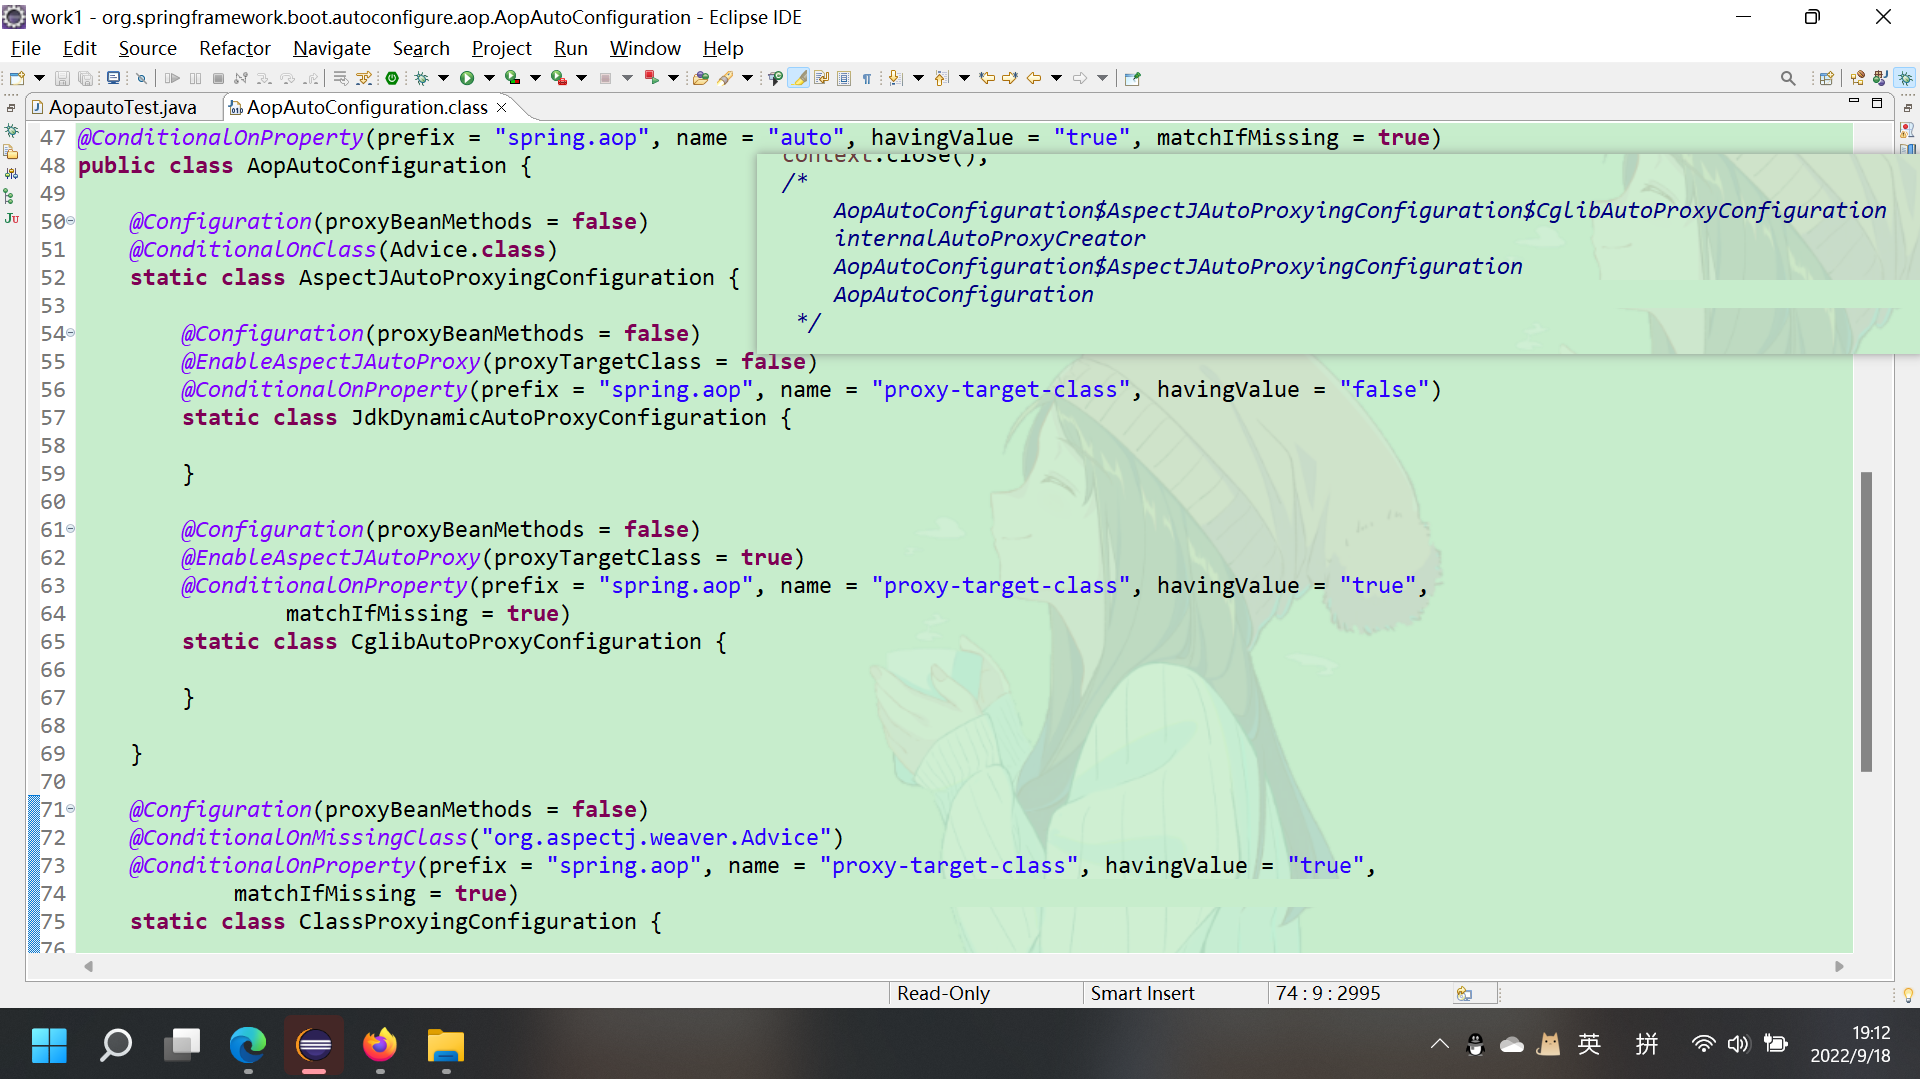 work1 - org.springframework.boot.autoconfigure.aop.AopAutoConfiguration - Eclipse IDE
File Edit Source Refactor Navigate Search Project Run Window Help
AopautoTest.java AopAutoConfiguration.class
47 @ConditionalOnProperty(prefix = "spring.aop", name = "auto", havingValue = "true", matchIfMissing = true)
48 public class AopAutoConfiguration {
49
50 @Configuration(proxyBeanMethods = false)
51 @ConditionalOnClass(Advice.class)
52 static class AspectJAutoProxyingConfiguration {
53
54 @Configuration(proxyBeanMethods = false)
55 @EnableAspectJAutoProxy(proxyTargetClass = false)
56 @ConditionalOnProperty(prefix = "spring.aop", name = "proxy-target-class", havingValue = "false")
57 static class JdkDynamicAutoProxyConfiguration {
58
59 }
60
61 @Configuration(proxyBeanMethods = false)
62 @EnableAspectJAutoProxy(proxyTargetClass = true)
63 @ConditionalOnProperty(prefix = "spring.aop", name = "proxy-target-class", havingValue = "true",
64 matchIfMissing = true)
65 static class CglibAutoProxyConfiguration {
66
67 }
68
69 }
70
71 @Configuration(proxyBeanMethods = false)
72 @ConditionalOnMissingClass("org.aspectj.weaver.Advice")
73 @ConditionalOnProperty(prefix = "spring.aop", name = "proxy-target-class", havingValue = "true",
74 matchIfMissing = true)
75 static class ClassProxyingConfiguration {
76
context.close();
/*
AopAutoConfiguration$AspectJAutoProxyingConfiguration$CglibAutoProxyConfiguration
internalAutoProxyCreator
AopAutoConfiguration$AspectJAutoProxyingConfiguration
AopAutoConfiguration
*/
Read-Only Smart Insert 74 : 9 : 2995
英 拼 19:12
2022/9/18